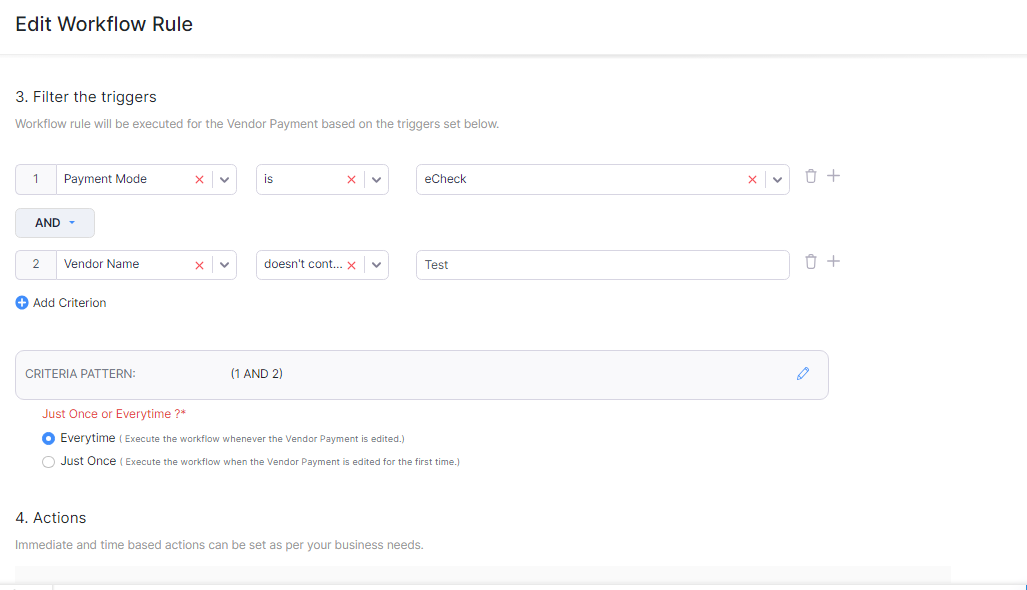 Edit Workflow Rule
3. Filter the triggers
Workflow rule will be executed for the Vendor Payment based on the triggers set below.
1 Payment Mode is eCheck
AND
2 Vendor Name doesn't cont... Test
Add Criterion
CRITERIA PATTERN: (1 AND 2)
Just Once or Everytime ?*
Everytime ( Execute the workflow whenever the Vendor Payment is edited.)
Just Once ( Execute the workflow when the Vendor Payment is edited for the first time.)
4. Actions
Immediate and time based actions can be set as per your business needs.